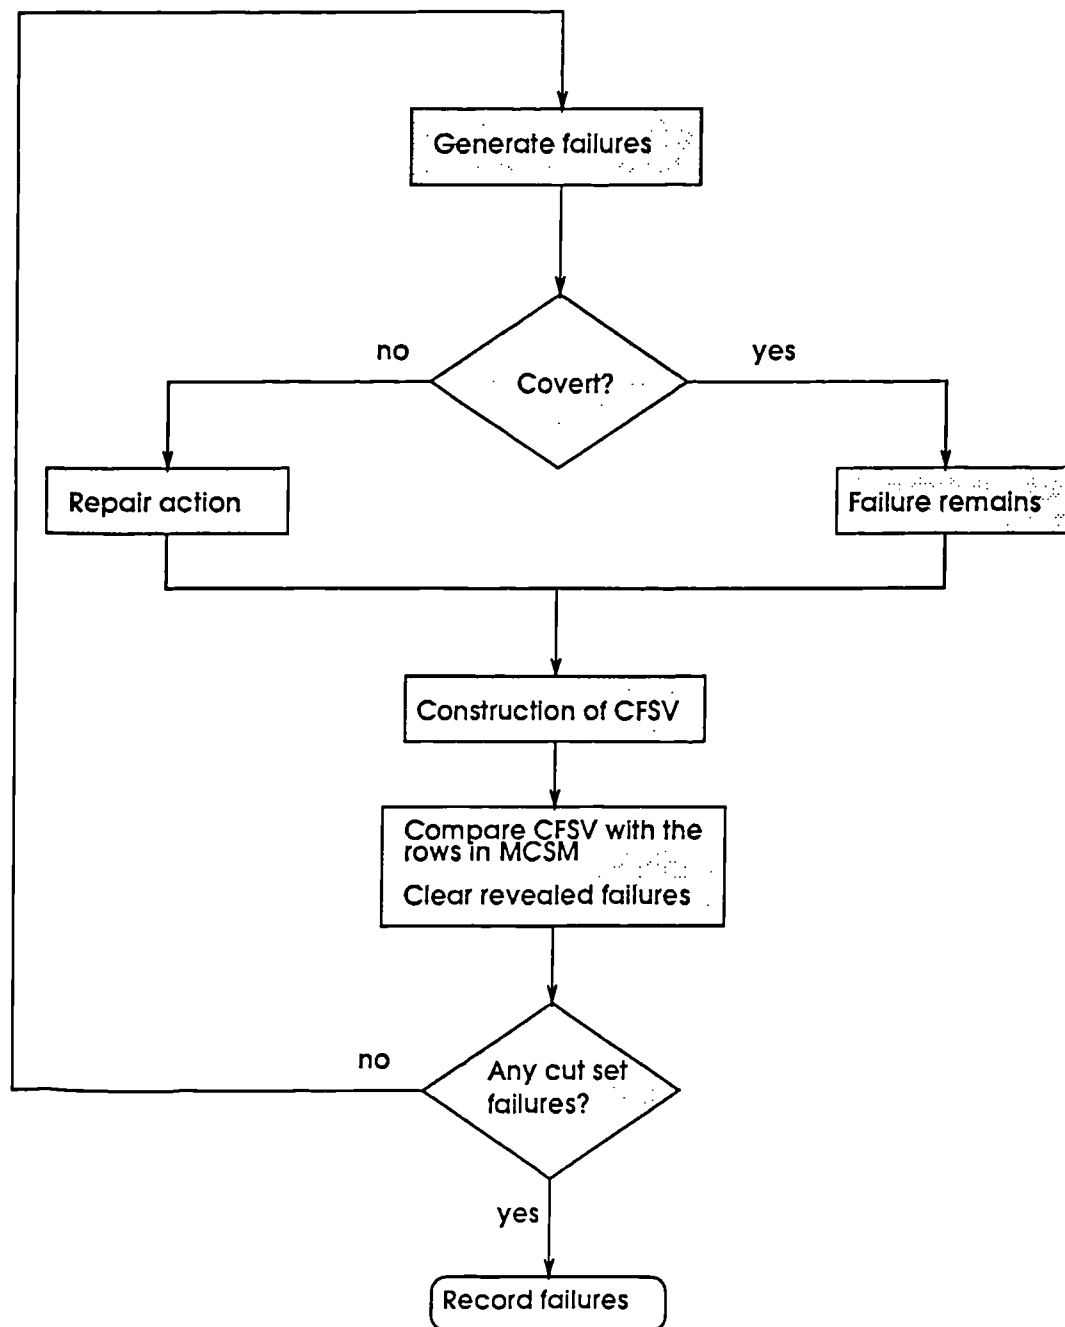 Generate failures
no
yes
Covert?
Repair action
Failure remains
Construction of CFSV
Compare CFSV with the
rows in MCSM
Clear revealed failures
no
Any cut set
failures?
yes
Record failures